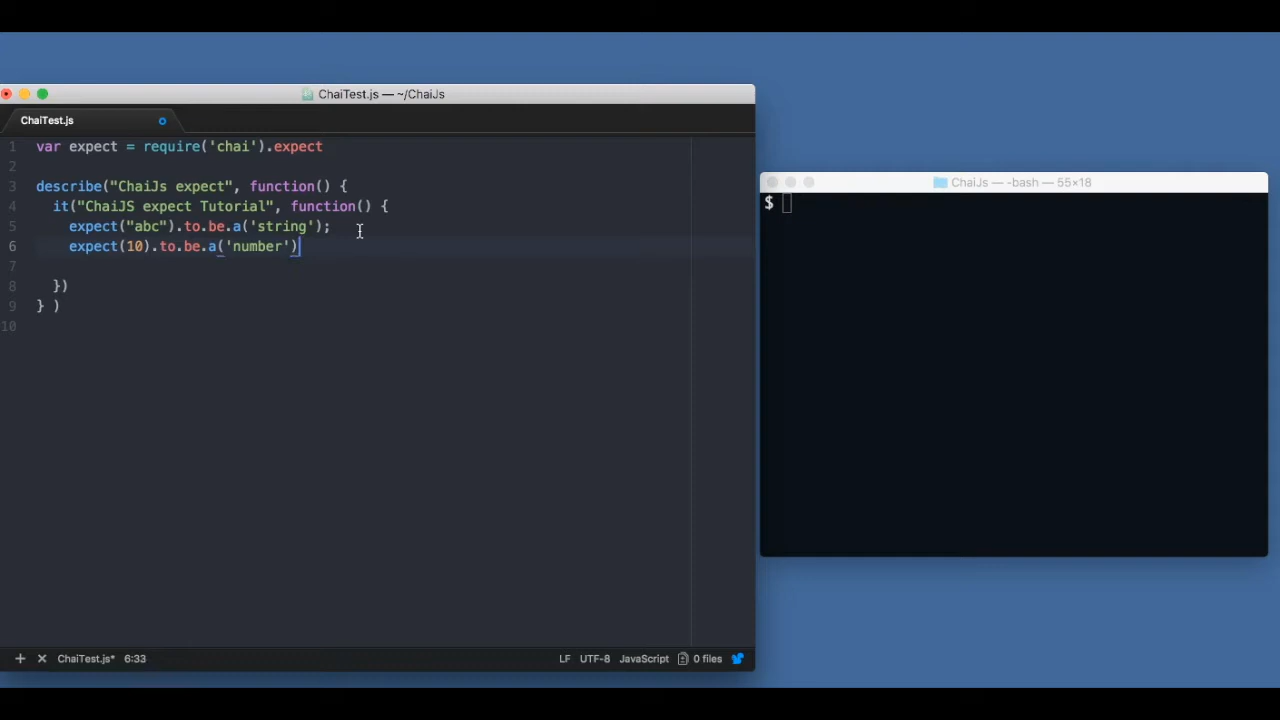 ChaiTest.js — ~/ChaiJs
ChaiTest.js
1 var expect = require('chai').expect
2
3 describe("ChaiJs expect", function() {
4 it("ChaiJS expect Tutorial", function() {
5 expect("abc").to.be.a('string');
6 expect(10).to.be.a('number')
7
8 })
9 } )
10
ChaiTest.js* 6:33 LF UTF-8 JavaScript 0 files
ChaiJs — -bash — 55×18
$